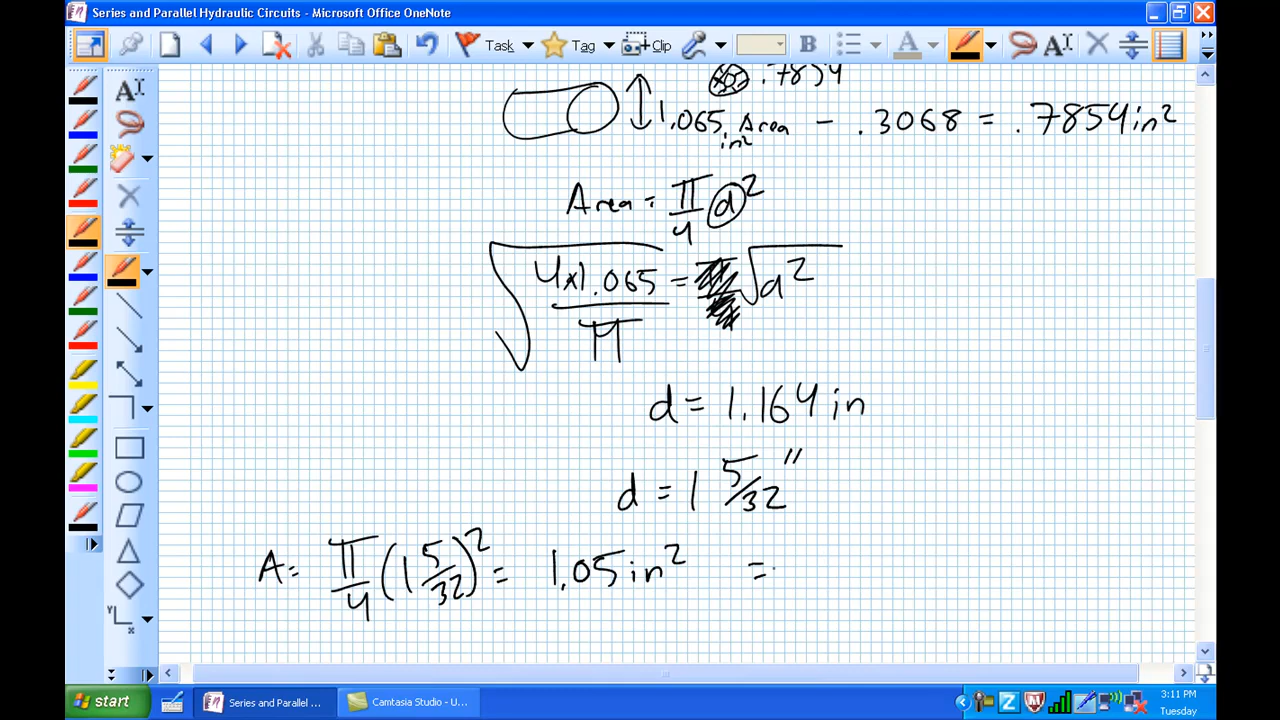 Series and Parallel Hydraulic Circuits - Microsoft Office OneNote
Task Tag Clip B A A
.7854
1.065 in² Area - .3068 = .7854 in²
Area = π/4 d²
√(4x1.065/π) = √d²
d = 1.164 in
d = 1 5/32"
A = π/4 (1 5/32)² = 1.05 in² =
start Series and Parallel ... Camtasia Studio - U... 3:11 PM
Tuesday